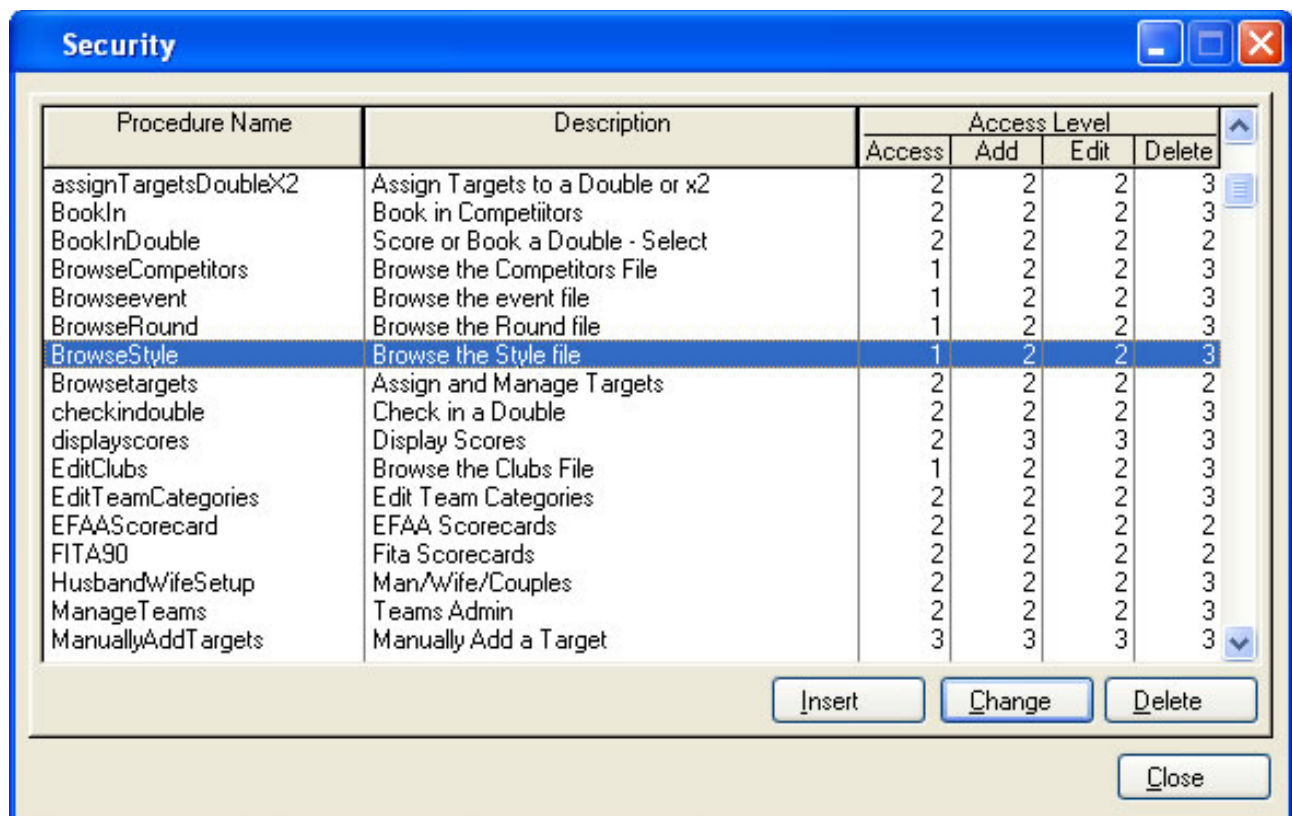 Security
Procedure Name Description Access Level
Access Add Edit Delete
assignTargetsDoubleX2 Assign Targets to a Double or x2 2 2 2 3
BookIn Book in Competiitors 2 2 2 3
BookInDouble Score or Book a Double - Select 2 2 2 2
BrowseCompetitors Browse the Competitors File 1 2 2 3
Browseevent Browse the event file 1 2 2 3
BrowseRound Browse the Round file 1 2 2 3
BrowseStyle Browse the Style file 1 2 2 3
Browsetargets Assign and Manage Targets 2 2 2 2
checkindouble Check in a Double 2 2 2 3
displayscores Display Scores 2 3 3 3
EditClubs Browse the Clubs File 1 2 2 3
EditTeamCategories Edit Team Categories 2 2 2 3
EFAAScorecard EFAA Scorecards 2 2 2 2
FITA90 Fita Scorecards 2 2 2 2
HusbandWifeSetup Man/Wife/Couples 2 2 2 3
ManageTeams Teams Admin 2 2 2 3
ManuallyAddTargets Manually Add a Target 3 3 3 3
Insert Change Delete
Close